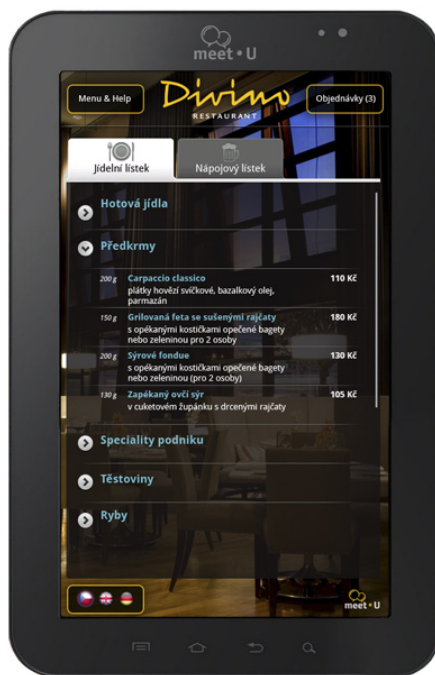 meet • U
Menu & Help
Divino
RESTAURANT
Objednávky (3)
Jídelní lístek
Nápojový lístek
Hotová jídla
Předkrmy
200 g Carpaccio classico 110 Kč
plátky hovězí svíčkové, bazalkový olej,
parmazán
150 g Grilovaná feta se sušenými rajčaty 180 Kč
s opékanými kostičkami opečené bagety
nebo zeleninou pro 2 osoby
200 g Sýrové fondue 130 Kč
s opékanými kostičkami opečené bagety
nebo zeleninou (pro 2 osoby)
130 g Zapékaný ovčí sýr 105 Kč
v cuketovém župánku s drcenými rajčaty
Speciality podniku
Těstoviny
Ryby
meet • U